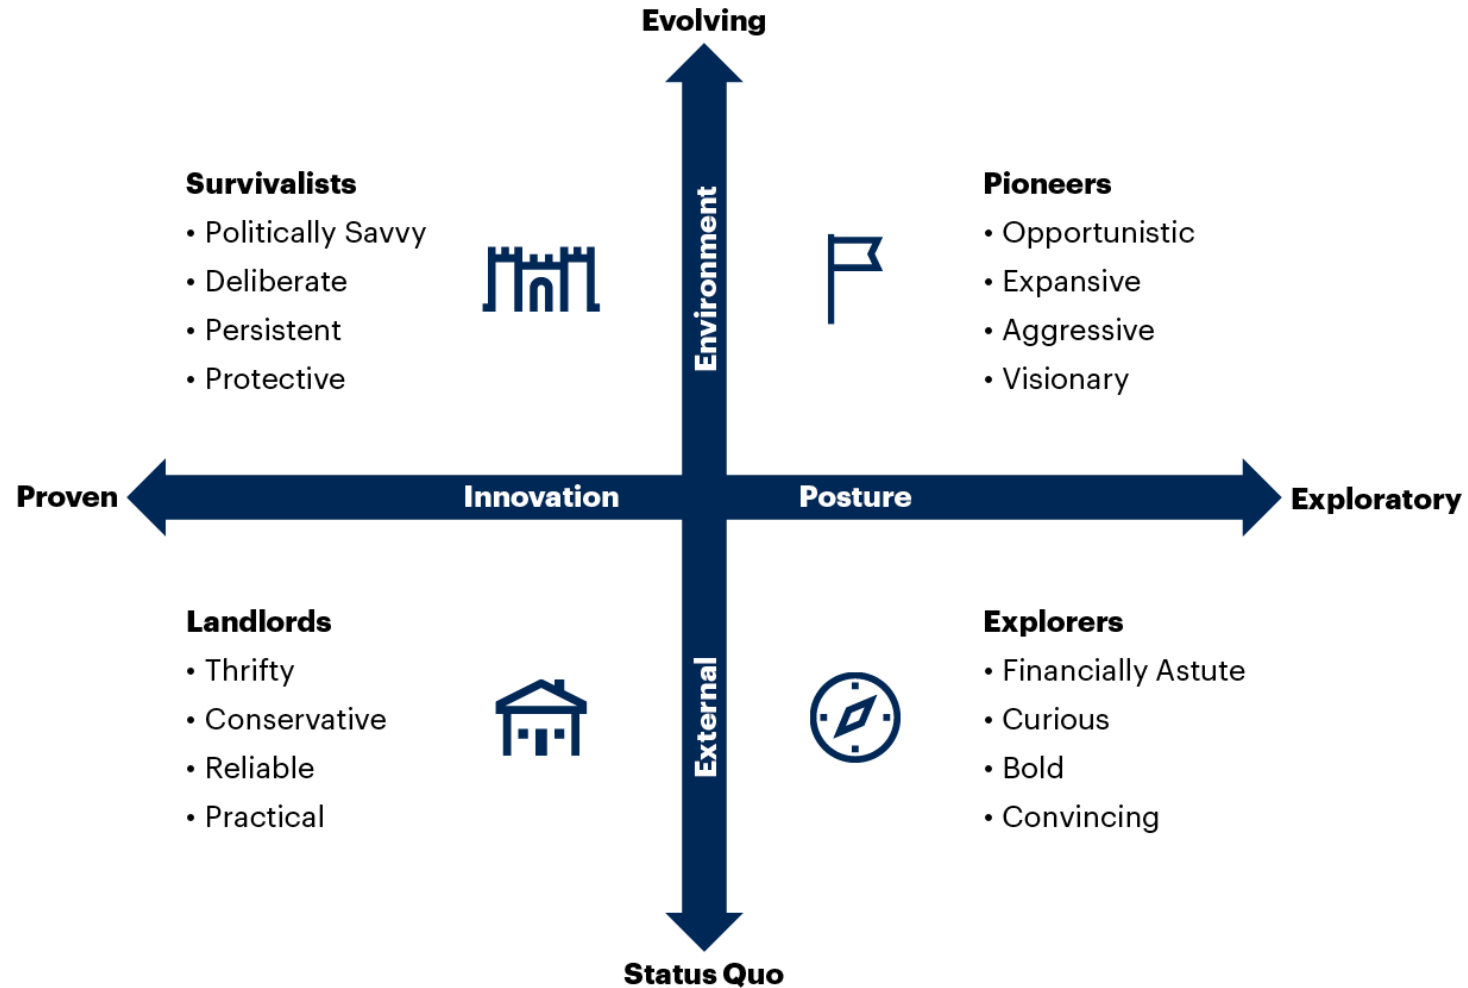 Evolving
Survivalists
• Politically Savvy
• Deliberate
• Persistent
• Protective
Environment
Pioneers
• Opportunistic
• Expansive
• Aggressive
• Visionary
Proven
Innovation
Posture
Exploratory
Landlords
• Thrifty
• Conservative
• Reliable
• Practical
External
Explorers
• Financially Astute
• Curious
• Bold
• Convincing
Status Quo